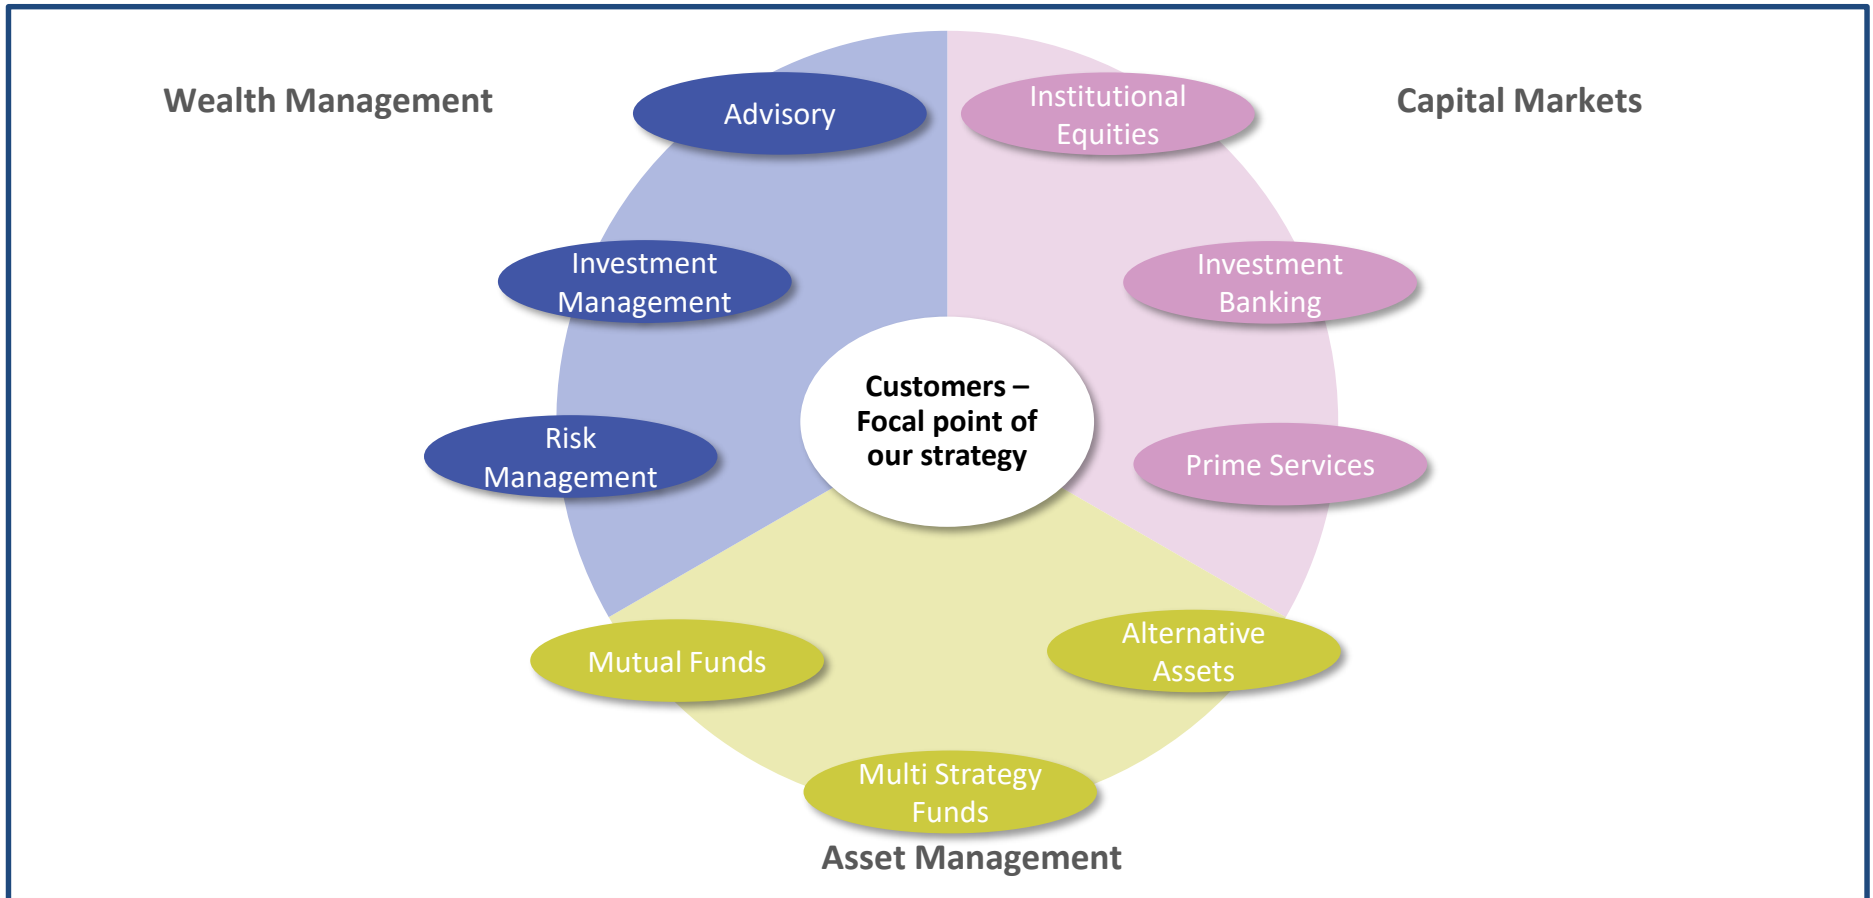 Wealth Management
Advisory
Institutional
Equities
Capital Markets
Investment
Management
Investment
Banking
Customers –
Focal point of
our strategy
Risk
Management
Prime Services
Mutual Funds
Alternative
Assets
Multi Strategy
Funds
Asset Management